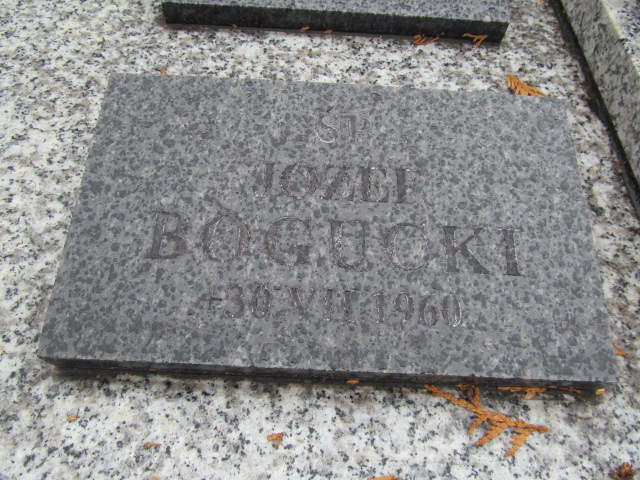 ŚP
JÓZEF
BOGUCKI
+30 VII 1960